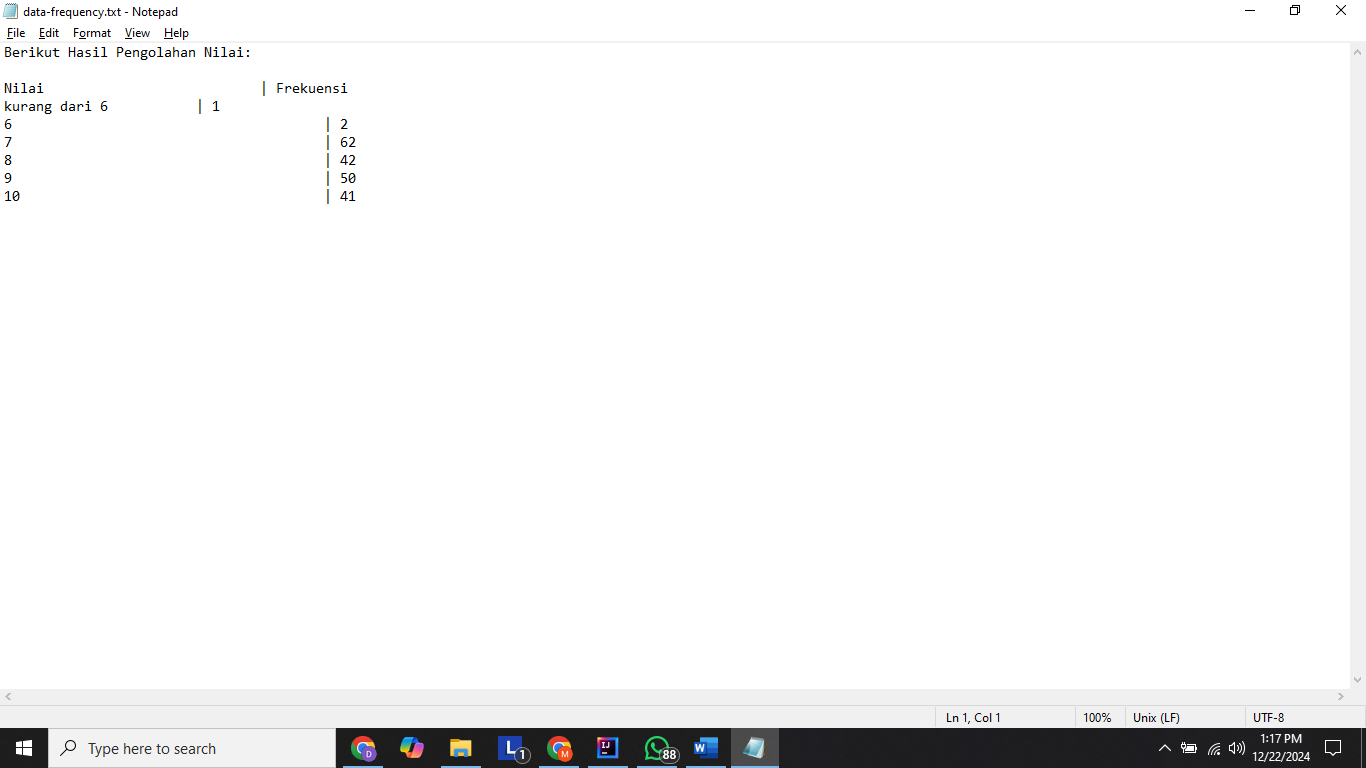 data-frequency.txt - Notepad
File Edit Format View Help
Berikut Hasil Pengolahan Nilai:
Nilai | Frekuensi
kurang dari 6 | 1
6 | 2
7 | 62
8 | 42
9 | 50
10 | 41
Ln 1, Col 1 100% Unix (LF) UTF-8
Type here to search D L 1 M IJ 88 W 1:17 PM
12/22/2024